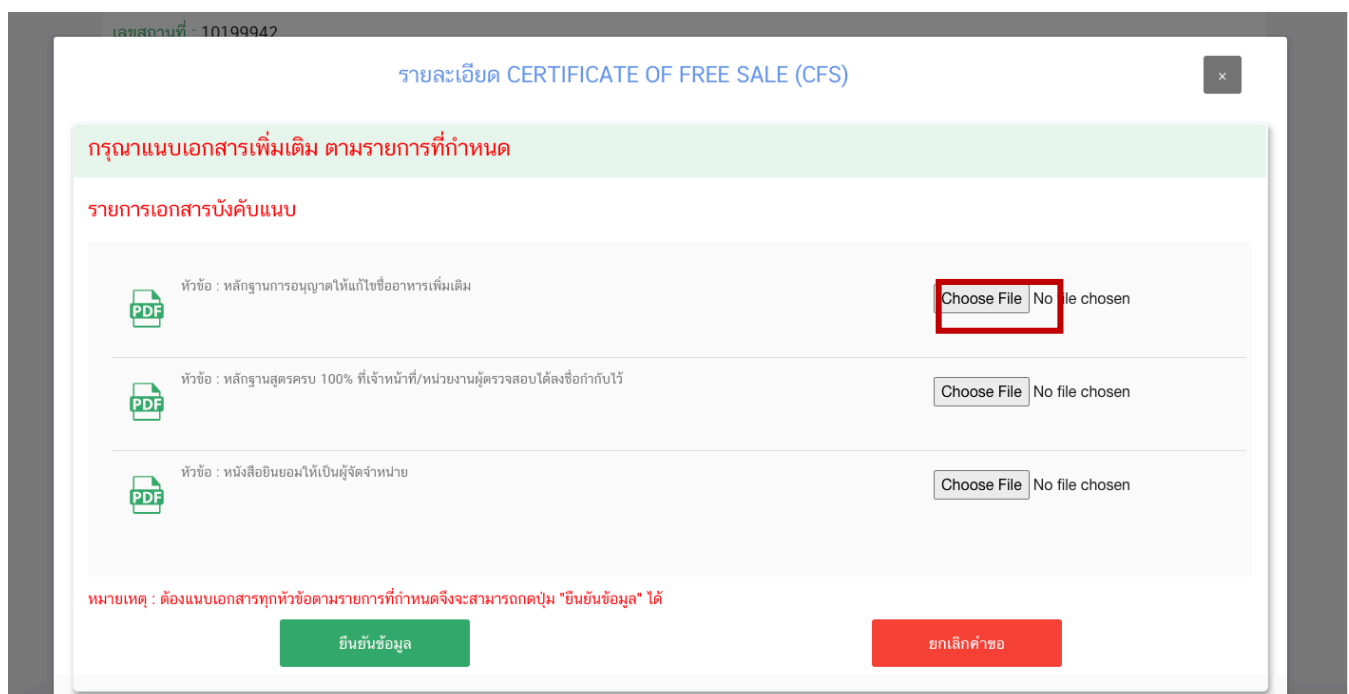 เลขสถานที่ : 10199942
รายละเอียด CERTIFICATE OF FREE SALE (CFS)
×
กรุณาแนบเอกสารเพิ่มเติม ตามรายการที่กำหนด
รายการเอกสารบังคับแนบ
PDF หัวข้อ : หลักฐานการอนุญาตให้แก้ไขชื่ออาหารเพิ่มเติม Choose File No file chosen
PDF หัวข้อ : หลักฐานสูตรครบ 100% ที่เจ้าหน้าที่/หน่วยงานผู้ตรวจสอบได้ลงชื่อกำกับไว้ Choose File No file chosen
PDF หัวข้อ : หนังสือยินยอมให้เป็นผู้จัดจำหน่าย Choose File No file chosen
หมายเหตุ : ต้องแนบเอกสารทุกหัวข้อตามรายการที่กำหนดจึงจะสามารถกดปุ่ม "ยืนยันข้อมูล" ได้
ยืนยันข้อมูล ยกเลิกคำขอ